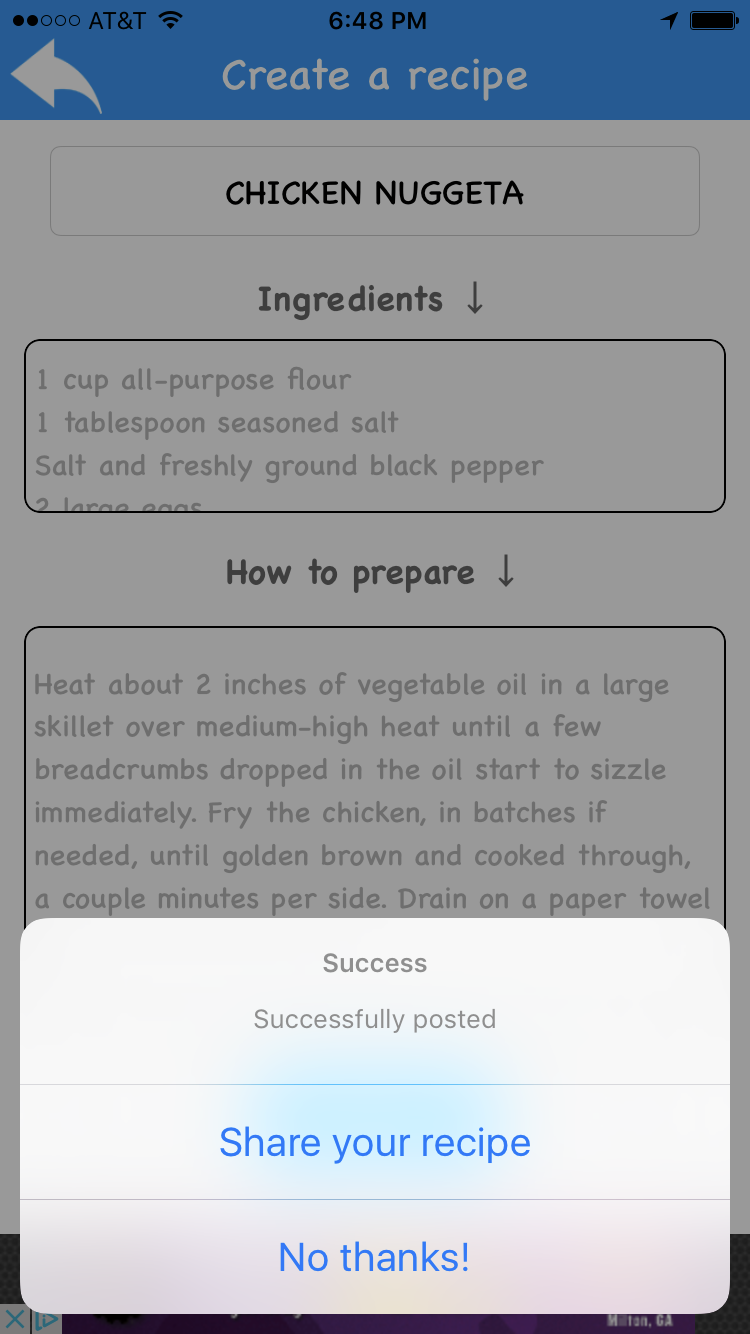 AT&T 6:48 PM
Create a recipe
CHICKEN NUGGETA
Ingredients ↓
1 cup all-purpose flour
1 tablespoon seasoned salt
Salt and freshly ground black pepper
2 large eggs
How to prepare ↓
Heat about 2 inches of vegetable oil in a large
skillet over medium-high heat until a few
breadcrumbs dropped in the oil start to sizzle
immediately. Fry the chicken, in batches if
needed, until golden brown and cooked through,
a couple minutes per side. Drain on a paper towel
Success
Successfully posted
Share your recipe
No thanks!
Milton, GA